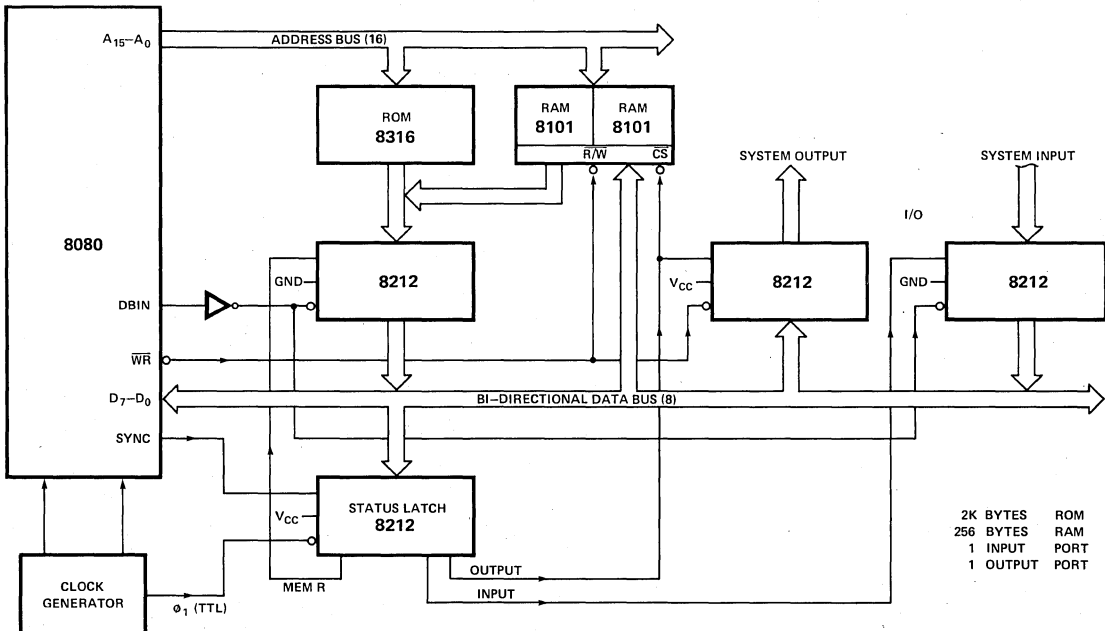 A15–A0
ADDRESS BUS (16)
ROM
8316
RAM
8101
RAM
8101
R/W
CS
SYSTEM OUTPUT
SYSTEM INPUT
I/O
8080
GND
8212
VCC
8212
GND
8212
DBIN
WR
D7–D0
BI–DIRECTIONAL DATA BUS (8)
SYNC
STATUS LATCH
8212
VCC
MEM R
OUTPUT
INPUT
CLOCK
GENERATOR
ø1 (TTL)
2K BYTES ROM
256 BYTES RAM
1 INPUT PORT
1 OUTPUT PORT